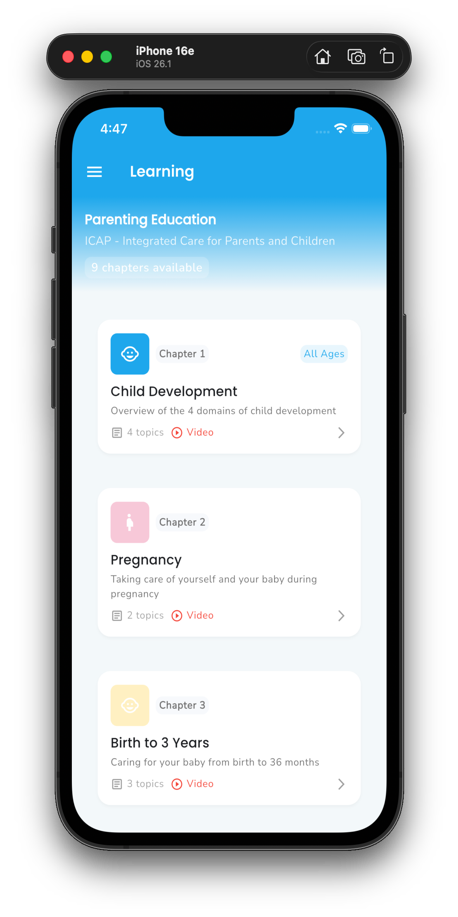 iPhone 16e
iOS 26.1
4:47
Learning
Parenting Education
ICAP - Integrated Care for Parents and Children
9 chapters available
Chapter 1
All Ages
Child Development
Overview of the 4 domains of child development
4 topics
Video
Chapter 2
Pregnancy
Taking care of yourself and your baby during
pregnancy
2 topics
Video
Chapter 3
Birth to 3 Years
Caring for your baby from birth to 36 months
3 topics
Video